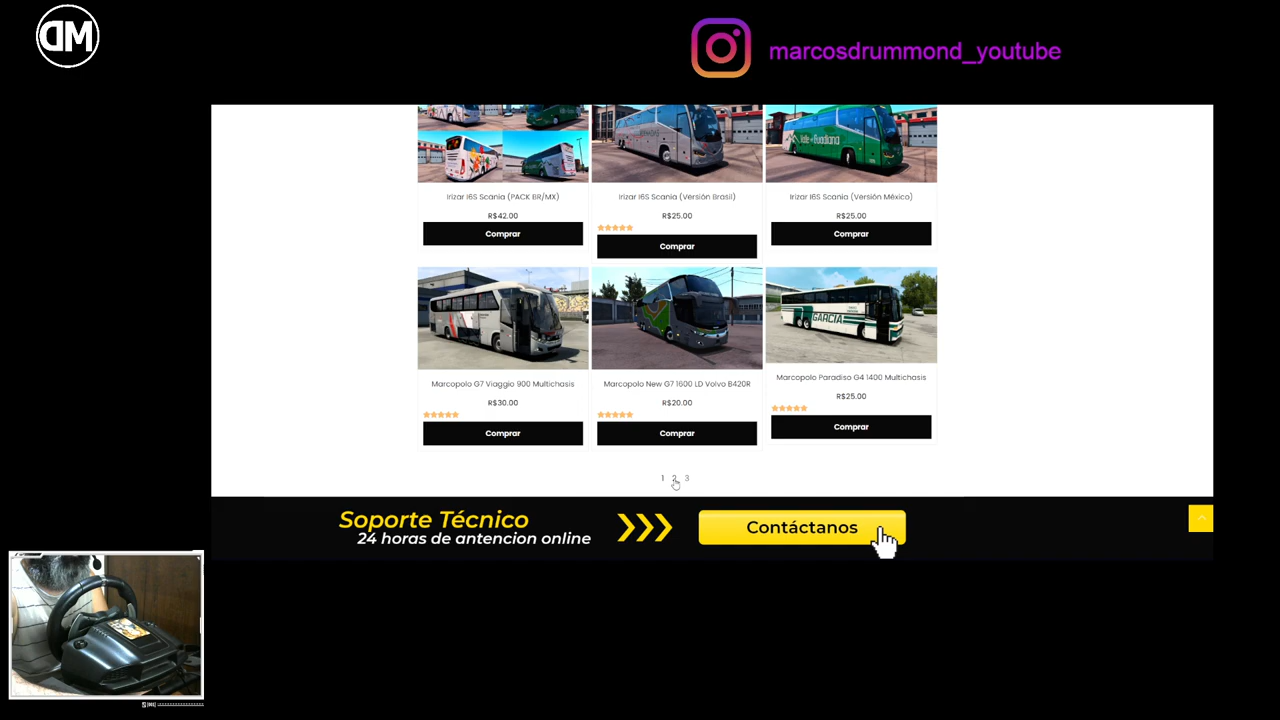 DM
marcosdrummond_youtube
Irizar I6S Scania (PACK BR/MX)
R$42.00
Comprar
Irizar I6S Scania (Versión Brasil)
R$25.00
Comprar
Irizar I6S Scania (Versión México)
R$25.00
Comprar
GARCIA
Marcopolo G7 Viaggio 900 Multichasis
R$30.00
Comprar
Marcopolo New G7 1600 LD Volvo B420R
R$20.00
Comprar
Marcopolo Paradiso G4 1400 Multichasis
R$25.00
Comprar
1 2 3
Soporte Técnico
24 horas de antencion online
Contáctanos